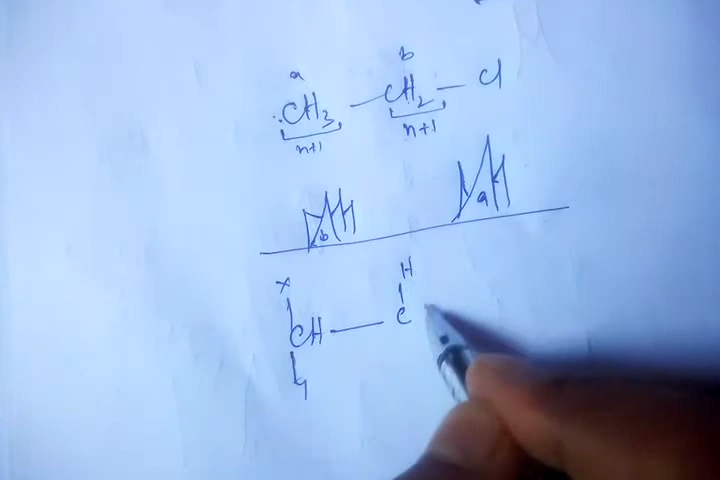 a b
CH3 — CH2 — Cl
n+1 n+1
b a
x H
CH — C
y